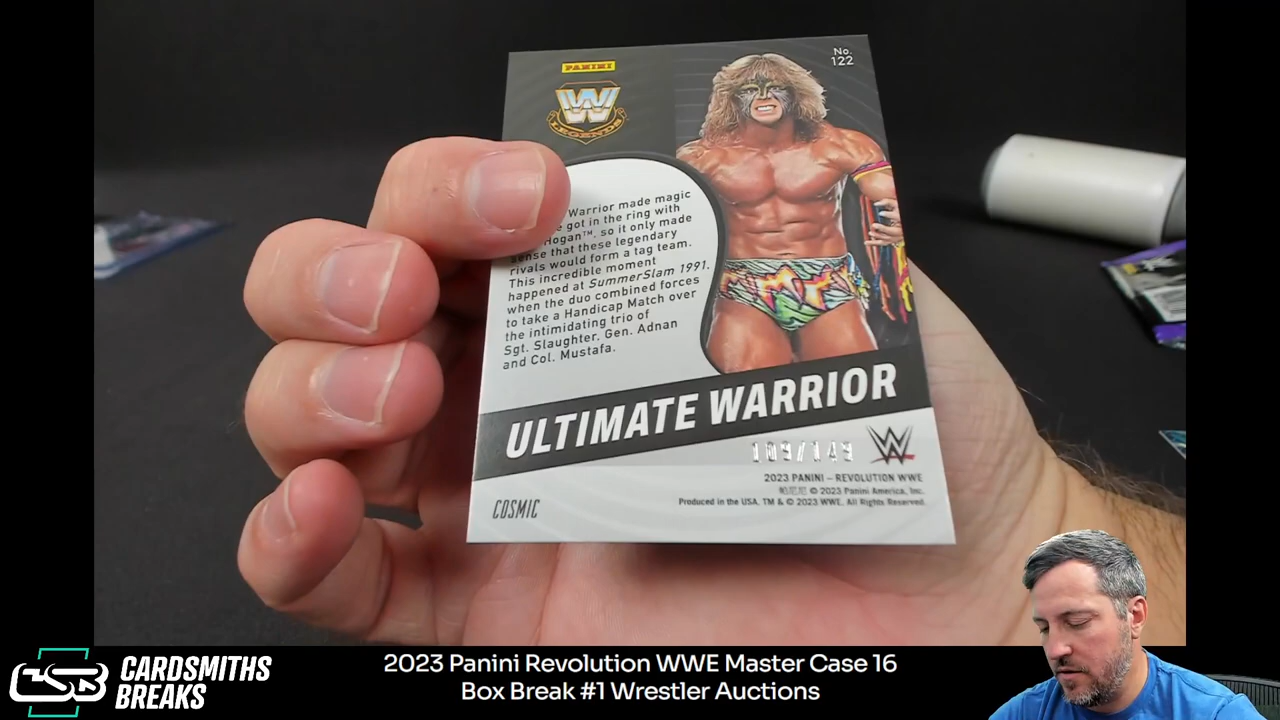 PANINI
W
LEGENDS
No.
122
Warrior made magic
got in the ring with
Hogan™, so it only made
sense that these legendary
rivals would form a tag team.
This incredible moment
happened at SummerSlam 1991,
when the duo combined forces
to take a Handicap Match over
the intimidating trio of
Sgt. Slaughter, Gen. Adnan
and Col. Mustafa.
ULTIMATE WARRIOR
109/149
W
2023 PANINI – REVOLUTION WWE
© 2023 Panini America, Inc.
Produced in the USA. TM & © 2023 WWE. All Rights Reserved.
COSMIC
CSB
CARDSMITHS
BREAKS
2023 Panini Revolution WWE Master Case 16
Box Break #1 Wrestler Auctions